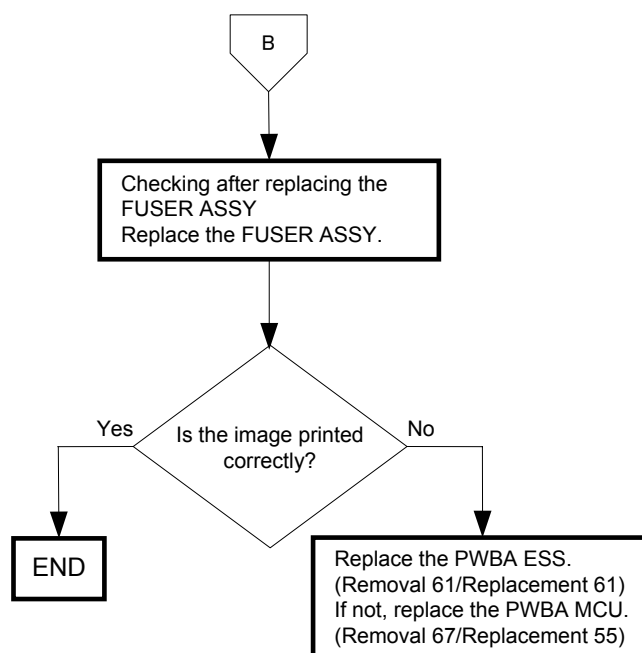 B
Checking after replacing the
FUSER ASSY
Replace the FUSER ASSY.
Is the image printed
correctly?
Yes
No
END
Replace the PWBA ESS.
(Removal 61/Replacement 61)
If not, replace the PWBA MCU.
(Removal 67/Replacement 55)